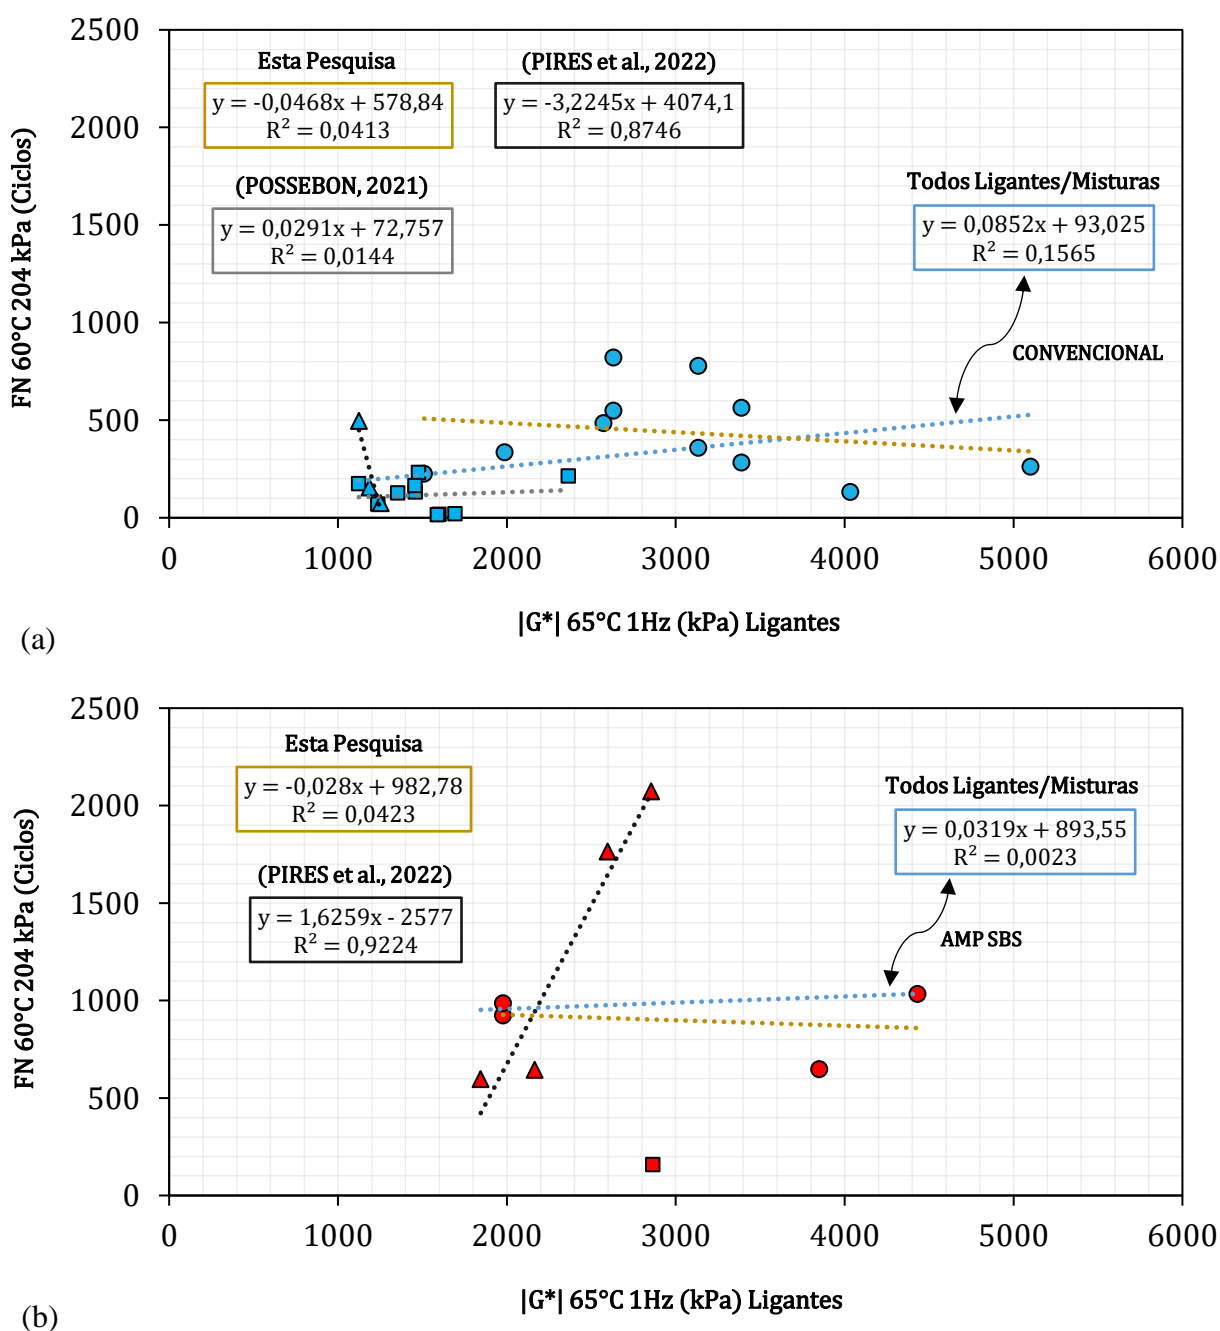 2500
2000
1500
1000
500
0
FN 60°C 204 kPa (Ciclos)
Esta Pesquisa
y = -0,0468x + 578,84
R² = 0,0413
(PIRES et al., 2022)
y = -3,2245x + 4074,1
R² = 0,8746
(POSSEBON, 2021)
y = 0,0291x + 72,757
R² = 0,0144
Todos Ligantes/Misturas
y = 0,0852x + 93,025
R² = 0,1565
CONVENCIONAL
0 1000 2000 3000 4000 5000 6000
|G*| 65°C 1Hz (kPa) Ligantes
(a)
2500
2000
1500
1000
500
0
FN 60°C 204 kPa (Ciclos)
Esta Pesquisa
y = -0,028x + 982,78
R² = 0,0423
(PIRES et al., 2022)
y = 1,6259x - 2577
R² = 0,9224
Todos Ligantes/Misturas
y = 0,0319x + 893,55
R² = 0,0023
AMP SBS
0 1000 2000 3000 4000 5000 6000
|G*| 65°C 1Hz (kPa) Ligantes
(b)